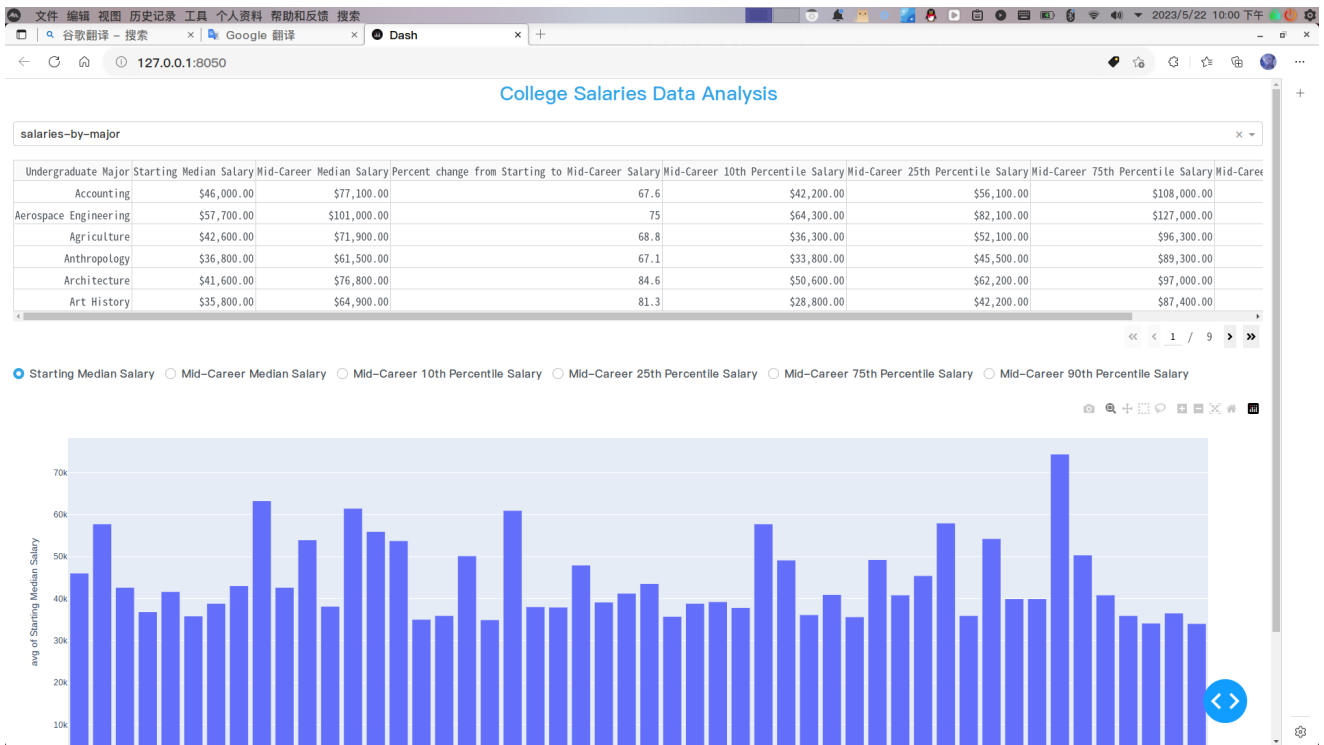 文件 编辑 视图 历史记录 工具 个人资料 帮助和反馈 搜索 2023/5/22 10:00 下午
谷歌翻译 – 搜索 Google 翻译 Dash
127.0.0.1:8050
College Salaries Data Analysis
salaries-by-major
Undergraduate Major Starting Median Salary Mid-Career Median Salary Percent change from Starting to Mid-Career Salary Mid-Career 10th Percentile Salary Mid-Career 25th Percentile Salary Mid-Career 75th Percentile Salary Mid-Caree
Accounting $46,000.00 $77,100.00 67.6 $42,200.00 $56,100.00 $108,000.00
Aerospace Engineering $57,700.00 $101,000.00 75 $64,300.00 $82,100.00 $127,000.00
Agriculture $42,600.00 $71,900.00 68.8 $36,300.00 $52,100.00 $96,300.00
Anthropology $36,800.00 $61,500.00 67.1 $33,800.00 $45,500.00 $89,300.00
Architecture $41,600.00 $76,800.00 84.6 $50,600.00 $62,200.00 $97,000.00
Art History $35,800.00 $64,900.00 81.3 $28,800.00 $42,200.00 $87,400.00
1 / 9
Starting Median Salary Mid-Career Median Salary Mid-Career 10th Percentile Salary Mid-Career 25th Percentile Salary Mid-Career 75th Percentile Salary Mid-Career 90th Percentile Salary
70k
60k
50k
40k
30k
20k
10k
avg of Starting Median Salary